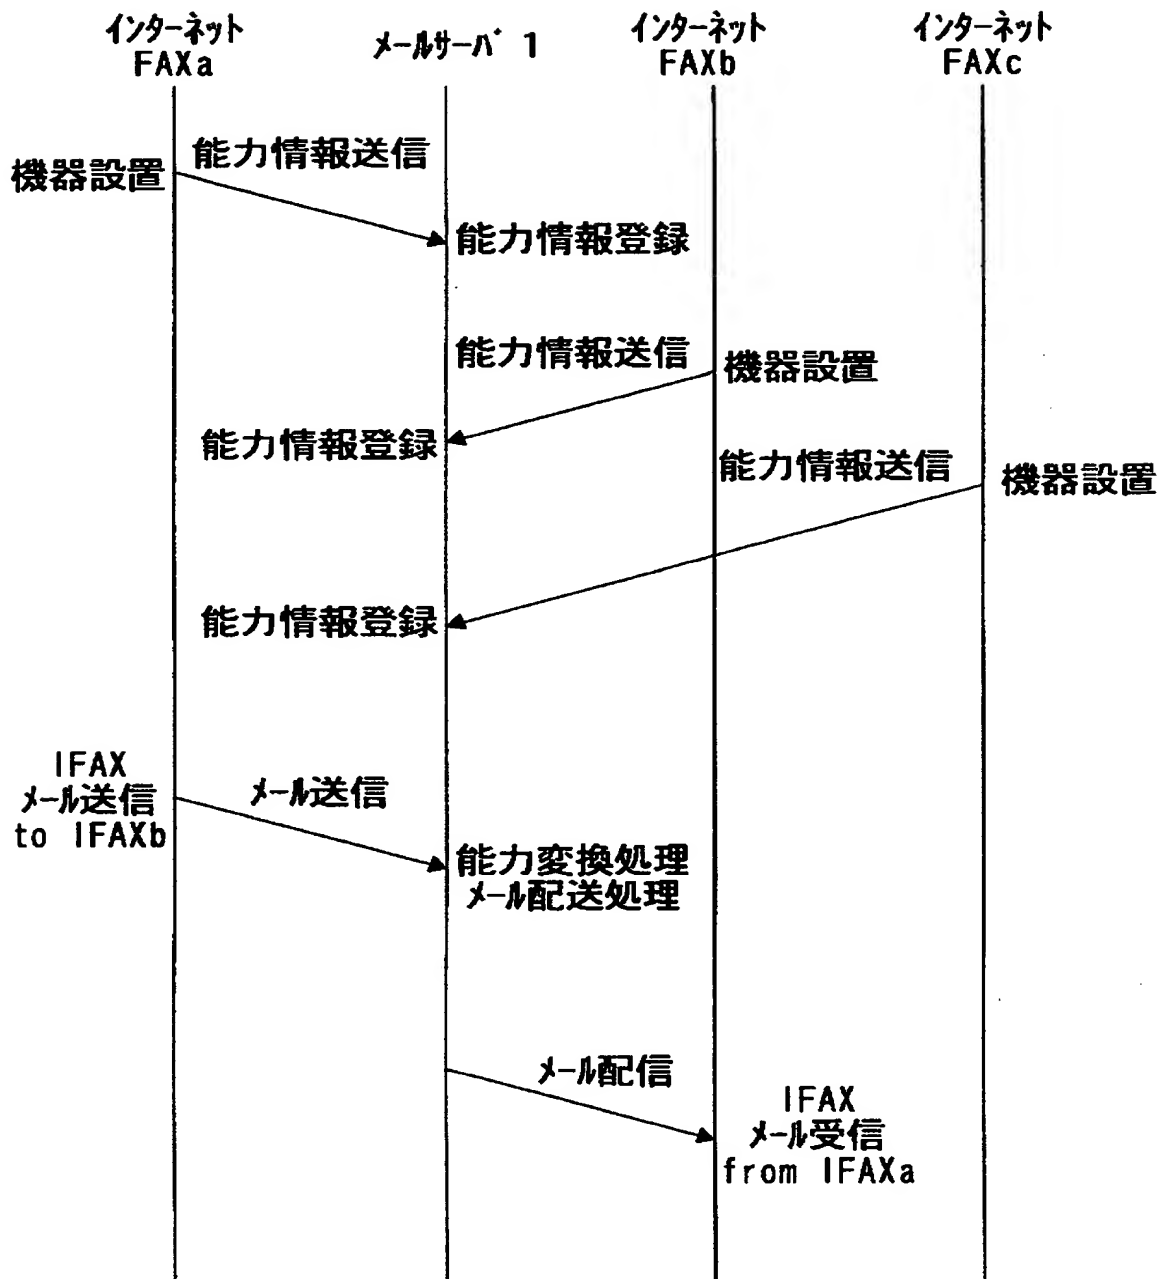 インターネット
FAXa
メールサーバ 1
インターネット
FAXb
インターネット
FAXc
能力情報送信
機器設置
能力情報登録
能力情報送信
機器設置
能力情報登録
能力情報送信
機器設置
能力情報登録
IFAX
メール送信
to IFAXb
メール送信
能力変換処理
メール配送処理
メール配信
IFAX
メール受信
from IFAXa